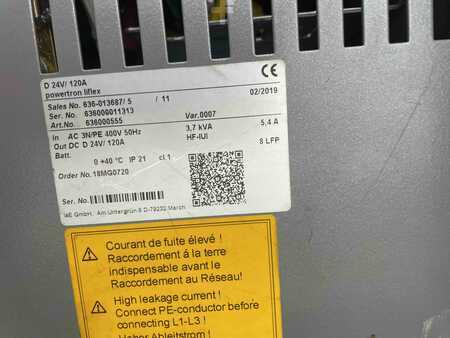 D 24V/ 120A
powertron liflex
Sales No. 636-013687/ 5 / 11 02/2019
Ser.No. 636000011313 Var.0007
Art.No. 636000555
In AC 3N/PE 400V 50Hz 3,7 kVA 5,4 A
Out DC D 24V/ 120A HF-IUI
Batt. 8 LFP
0 +40 °C IP 21 cl.1
Order No. 18MG0720
Ser. No.
IeE GmbH, Am Untergrün 8 D-79232 March
Courant de fuite élevé !
Raccordement à la terre
indispensable avant le
Raccordement au Réseau!
High leakage current !
Connect PE-conductor before
connecting L1-L3 !
Hoher Ableitstrom !